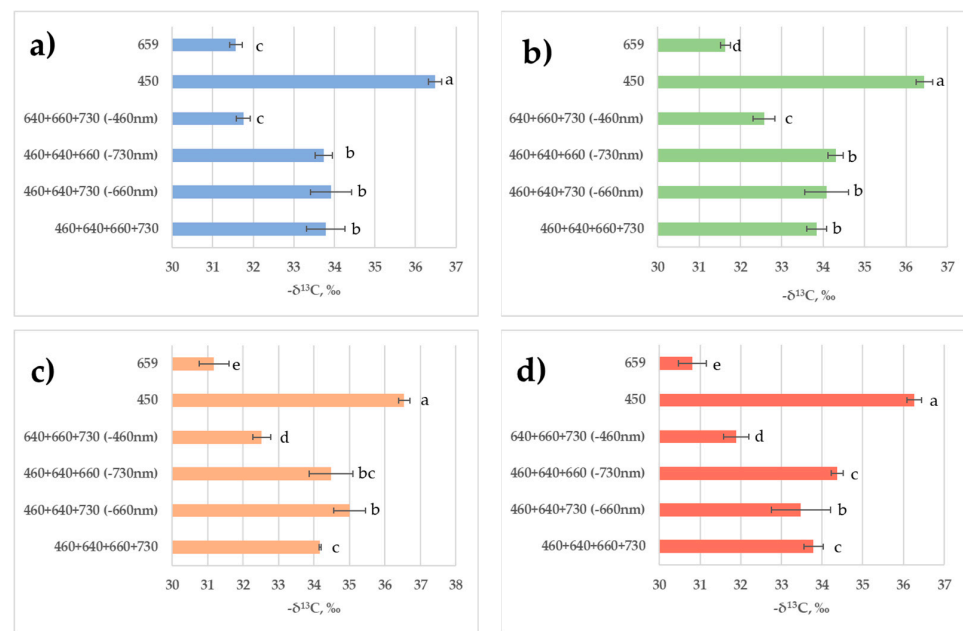 a)
659
c
450
a
640+660+730 (-460nm)
c
460+640+660 (-730nm)
b
460+640+730 (-660nm)
b
460+640+660+730
b
30 31 32 33 34 35 36 37
-δ¹³C, ‰
b)
659
d
450
a
640+660+730 (-460nm)
c
460+640+660 (-730nm)
b
460+640+730 (-660nm)
b
460+640+660+730
b
30 31 32 33 34 35 36 37
-δ¹³C, ‰
c)
659
e
450
a
640+660+730 (-460nm)
d
460+640+660 (-730nm)
bc
460+640+730 (-660nm)
b
460+640+660+730
c
30 31 32 33 34 35 36 37 38
-δ¹³C, ‰
d)
659
e
450
a
640+660+730 (-460nm)
d
460+640+660 (-730nm)
c
460+640+730 (-660nm)
b
460+640+660+730
c
30 31 32 33 34 35 36 37
-δ¹³C, ‰